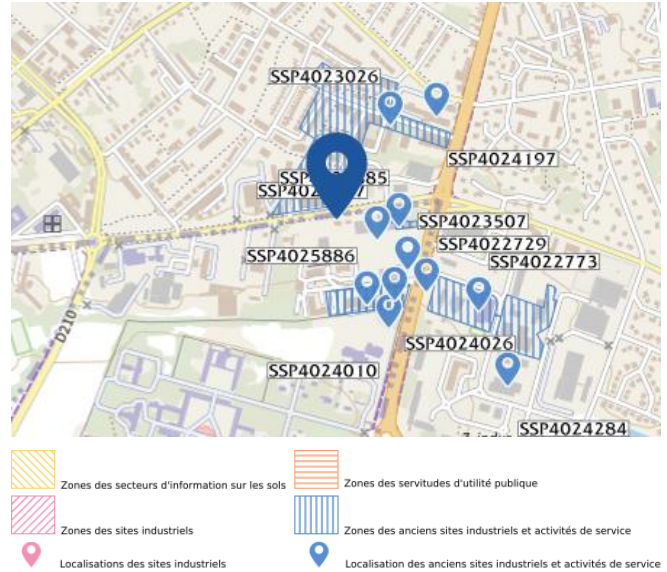 SSP4023026
SSP4024197
SSP4023507
SSP4025886
SSP4022729
SSP4022773
D210
SSP4024026
SSP4024010
SSP4024284
Zones des secteurs d'information sur les sols
Zones des servitudes d'utilité publique
Zones des sites industriels
Zones des anciens sites industriels et activités de service
Localisations des sites industriels
Localisation des anciens sites industriels et activités de service